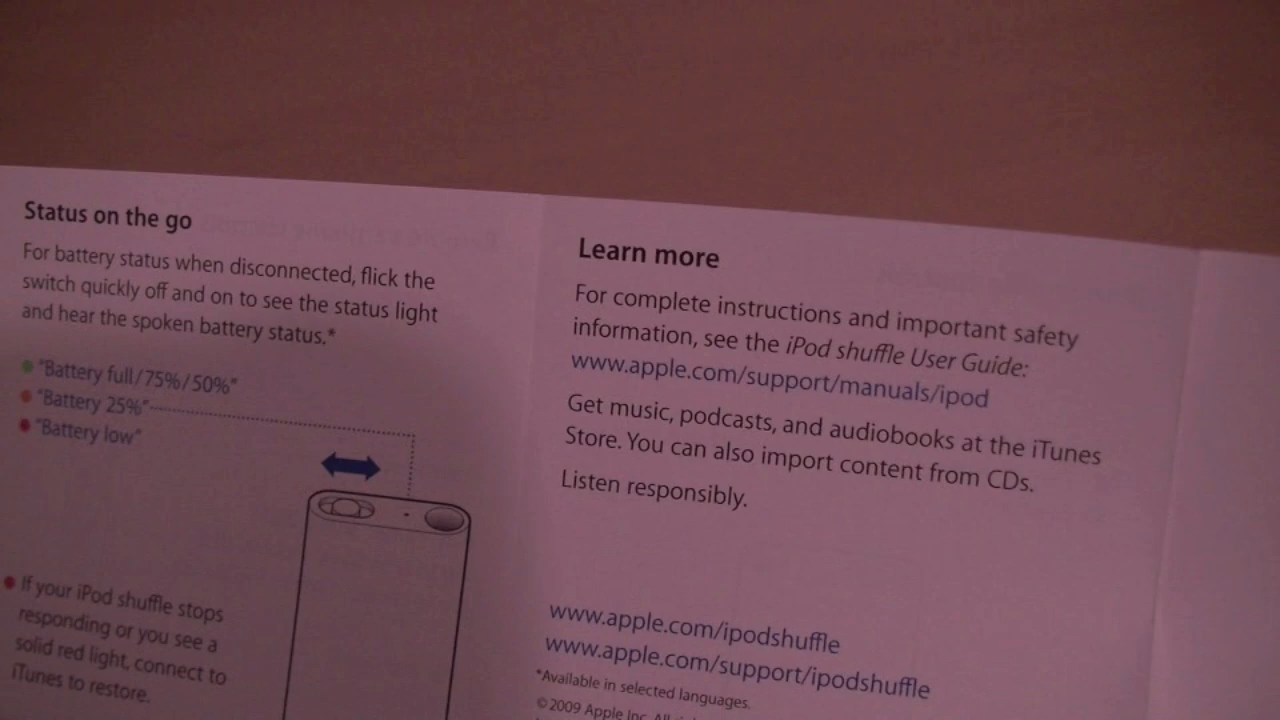 Status on the go
For battery status when disconnected, flick the
switch quickly off and on to see the status light
and hear the spoken battery status.*
"Battery full/75%/50%"
"Battery 25%"
"Battery low"
If your iPod shuffle stops
responding or you see a
solid red light, connect to
iTunes to restore.
Learn more
For complete instructions and important safety
information, see the iPod shuffle User Guide:
www.apple.com/support/manuals/ipod
Get music, podcasts, and audiobooks at the iTunes
Store. You can also import content from CDs.
Listen responsibly.
www.apple.com/ipodshuffle
www.apple.com/support/ipodshuffle
*Available in selected languages.
©2009 Apple Inc. All